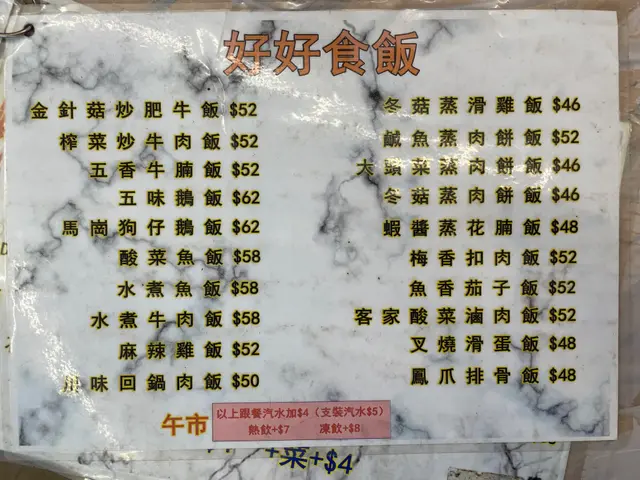 好好食飯
金針菇炒肥牛飯 $52
榨菜炒牛肉飯 $52
五香牛腩飯 $52
五味鵝飯 $62
馬崗狗仔鵝飯 $62
酸菜魚飯 $58
水煮魚飯 $58
水煮牛肉飯 $58
麻辣雞飯 $52
川味回鍋肉飯 $50
冬菇蒸滑雞飯 $46
鹹魚蒸肉餅飯 $52
大頭菜蒸肉餅飯 $46
冬菇蒸肉餅飯 $46
蝦醬蒸花腩飯 $48
梅香扣肉飯 $52
魚香茄子飯 $52
客家酸菜滷肉飯 $52
叉燒滑蛋飯 $48
鳳爪排骨飯 $48
午市
以上跟餐汽水加$4（支裝汽水$5）
熱飲+$7 凍飲+$8
+菜+$4